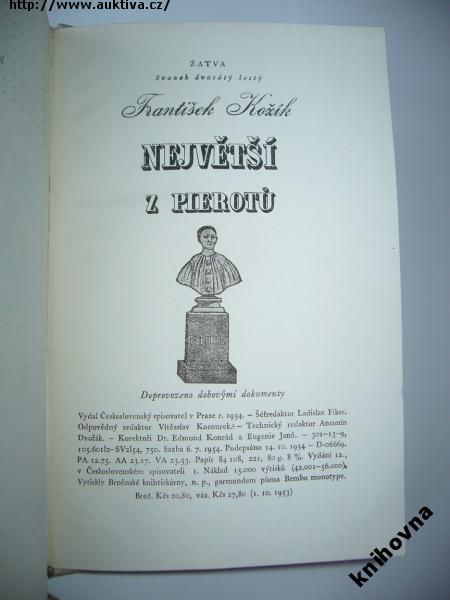 http://www.auktiva.cz/
ŽATVA
Svazek dvacátý šestý
František Kožík
NEJVĚTŠÍ
Z PIEROTŮ
Doprovozeno dobovými dokumenty
Vydal Československý spisovatel v Praze r. 1954. – Šéfredaktor Ladislav Fikar.
Odpovědný redaktor Vítězslav Kocourek. – Technický redaktor Antonín
Dvořák. – Korektoři Dr. Edmond Konrád a Eugenie Janů. – 301-13-9,
105.601l2–SV2l54, 750. Sazba 6. 7. 1954. Podepsáno 14. 10. 1954 – D-06669.
PA 12.75. AA 23.17. VA 23.53. Papír 84 108, 221, 80 g. 8 %. Vydání 12.,
v Československém spisovateli 1. Náklad 15.000 výtisků (42.001–56.000).
Vytiskly Brněnské knihtiskárny, n. p., garmondem písma Bembo monotype.
Brož. Kčs 20,80, váz. Kčs 27,80 (1. 10. 1953)
knihovna